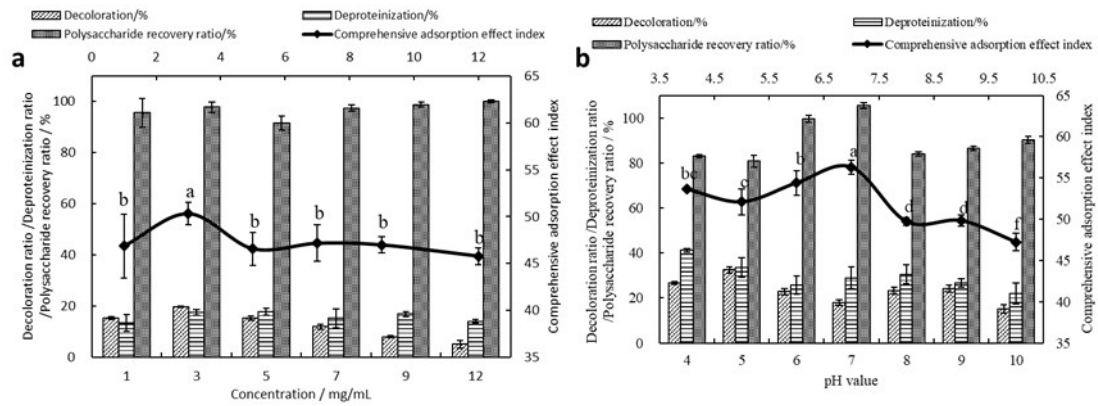 a
Decoloration/%
Deproteinization/%
Polysaccharide recovery ratio/%
Comprehensive adsorption effect index
0 2 4 6 8 10 12
Decoloration ratio /Deproteinization ratio
/Polysaccharide recovery ratio / %
100
80
60
40
20
0
b a b b b b
65
60
55
50
45
40
35
Comprehensive adsorption effect index
1 3 5 7 9 12
Concentration / mg/mL
b
Decoloration/%
Deproteinization/%
Polysaccharide recovery ratio/%
Comprehensive adsorption effect index
3.5 4.5 5.5 6.5 7.5 8.5 9.5 10.5
Decoloration ratio /Deproteinization ratio
/Polysaccharide recovery ratio / %
100
80
60
40
20
0
bc c b a d d f
65
60
55
50
45
40
35
Comprehensive adsorption effect index
4 5 6 7 8 9 10
pH value